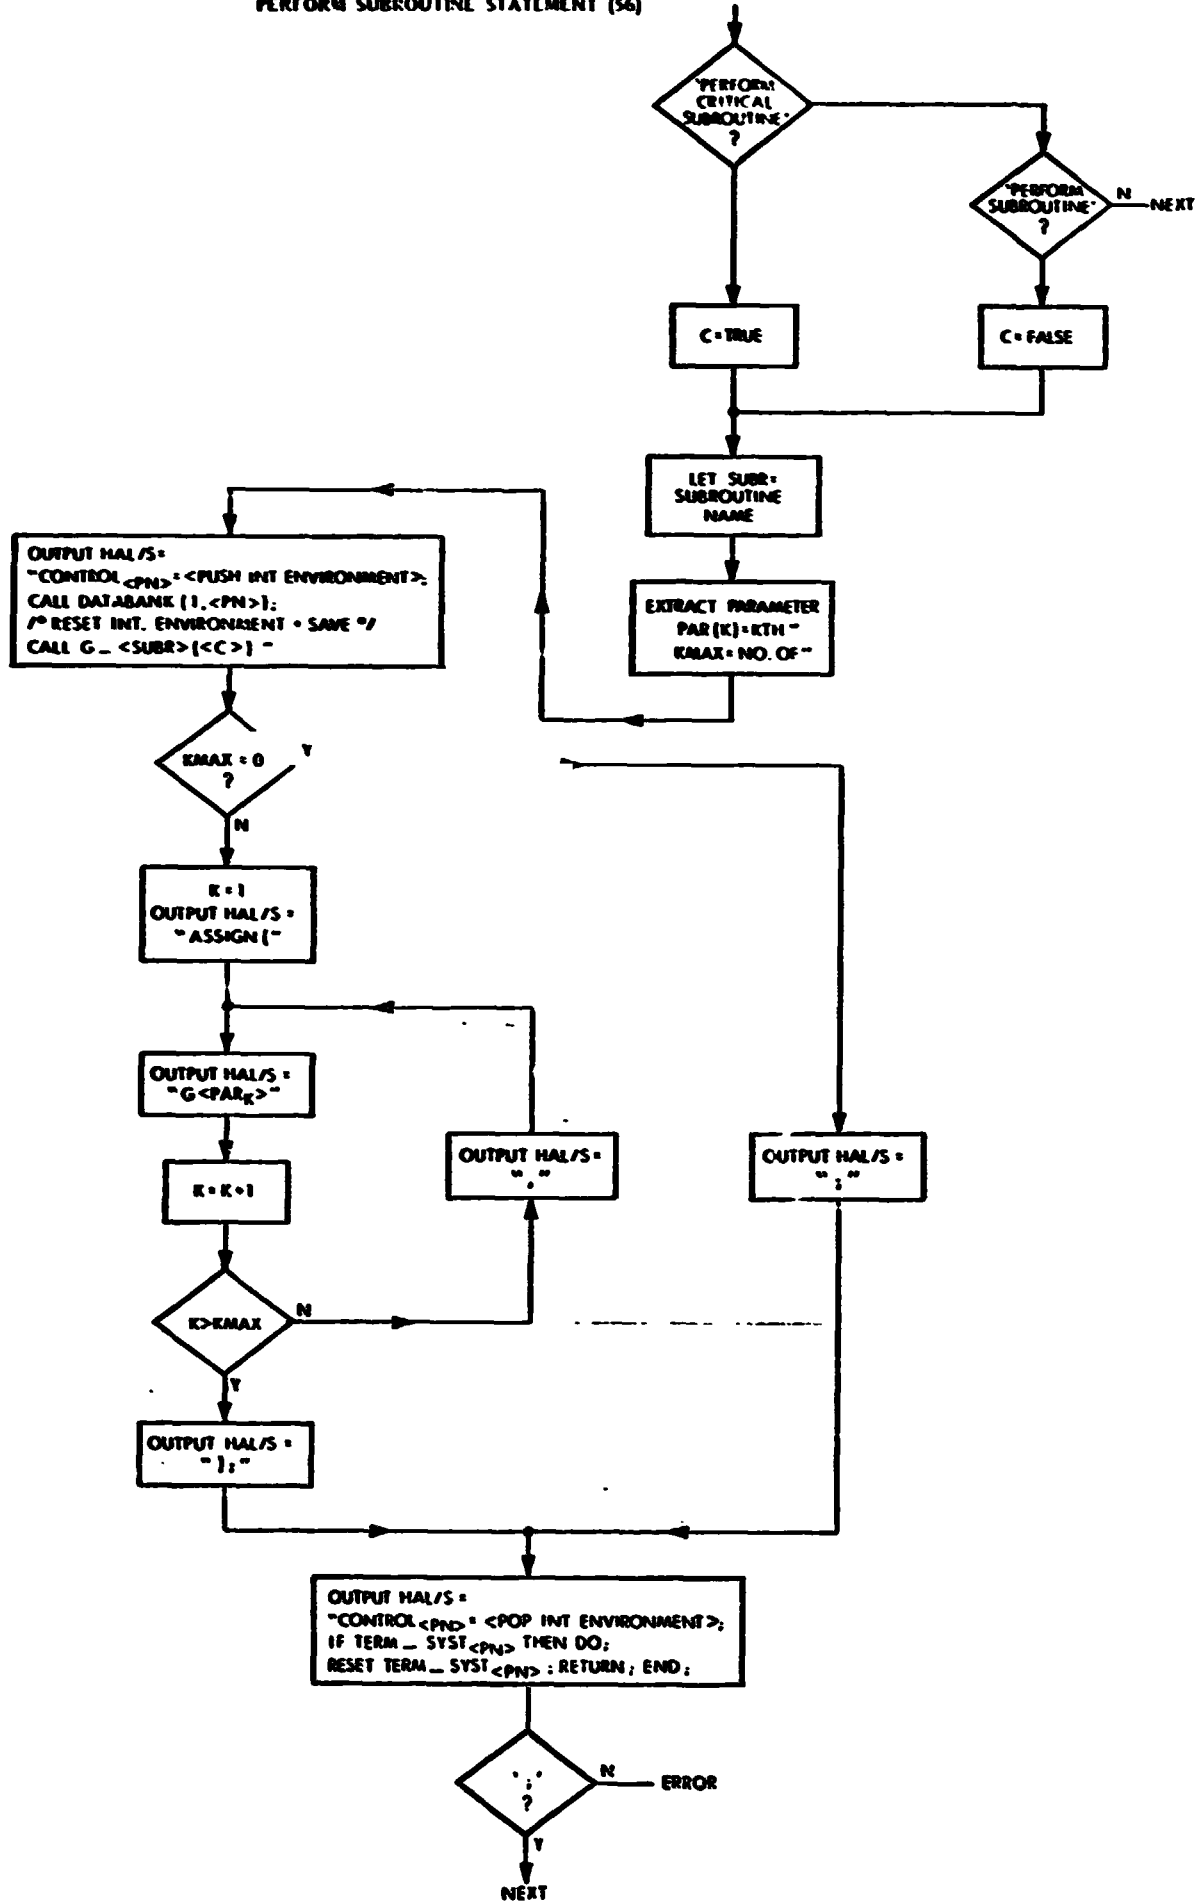 PERFORM SUBROUTINE STATEMENT (56)
"PERFORM
CRITICAL
SUBROUTINE"
?
"PERFORM
SUBROUTINE"
?
N
NEXT
C=TRUE
C=FALSE
LET SUBR=
SUBROUTINE
NAME
EXTRACT PARAMETER
PAR(K)=KTH "
KMAX=NO. OF "
OUTPUT HAL/S=
"CONTROL<PN>=<PUSH INT ENVIRONMENT>;
CALL DATABANK (1,<PN>);
/* RESET INT. ENVIRONMENT + SAVE */
CALL G_<SUBR>(<C>) "
KMAX = 0
?
Y
N
K = 1
OUTPUT HAL/S =
"ASSIGN("
OUTPUT HAL/S =
"G<PARK>"
K = K+1
OUTPUT HAL/S =
","
OUTPUT HAL/S =
";"
K>KMAX
N
Y
OUTPUT HAL/S =
");"
OUTPUT HAL/S =
"CONTROL<PN>= <POP INT ENVIRONMENT>;
IF TERM_SYST<PN> THEN DO;
RESET TERM_SYST<PN>; RETURN; END;
';'
?
N
ERROR
Y
NEXT